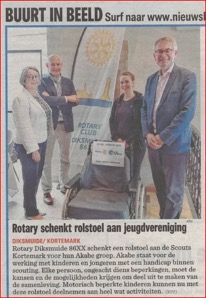 BUURT IN BEELD Surf naar www.nieuwsl
ROTARY
CLUB
DIKSMUIDE
Rotary schenkt rolstoel aan jeugdvereniging
DIKSMUIDE/ KORTEMARK
Rotary Diksmuide 86XX schenkt een rolstoel aan de Scouts
Kortemark voor hun Akabe groep. Akabe staat voor de
werking met kinderen en jongeren met een handicap binnen
scouting. Elke persoon, ongeacht diens beperkingen, moet de
kansen en de mogelijkheden krijgen om deel uit te maken van
de samenleving. Motorisch beperkte kinderen kunnen nu met
deze rolstoel deelnemen aan heel wat activiteiten.